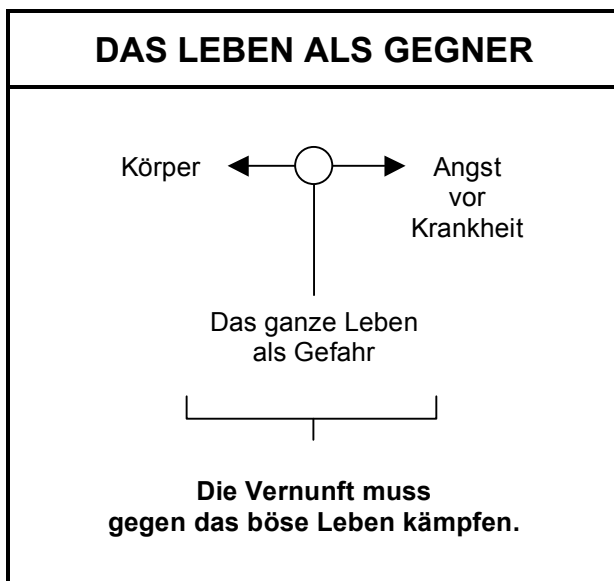 DAS LEBEN ALS GEGNER
Körper
Angst
vor
Krankheit
Das ganze Leben
als Gefahr
Die Vernunft muss
gegen das böse Leben kämpfen.